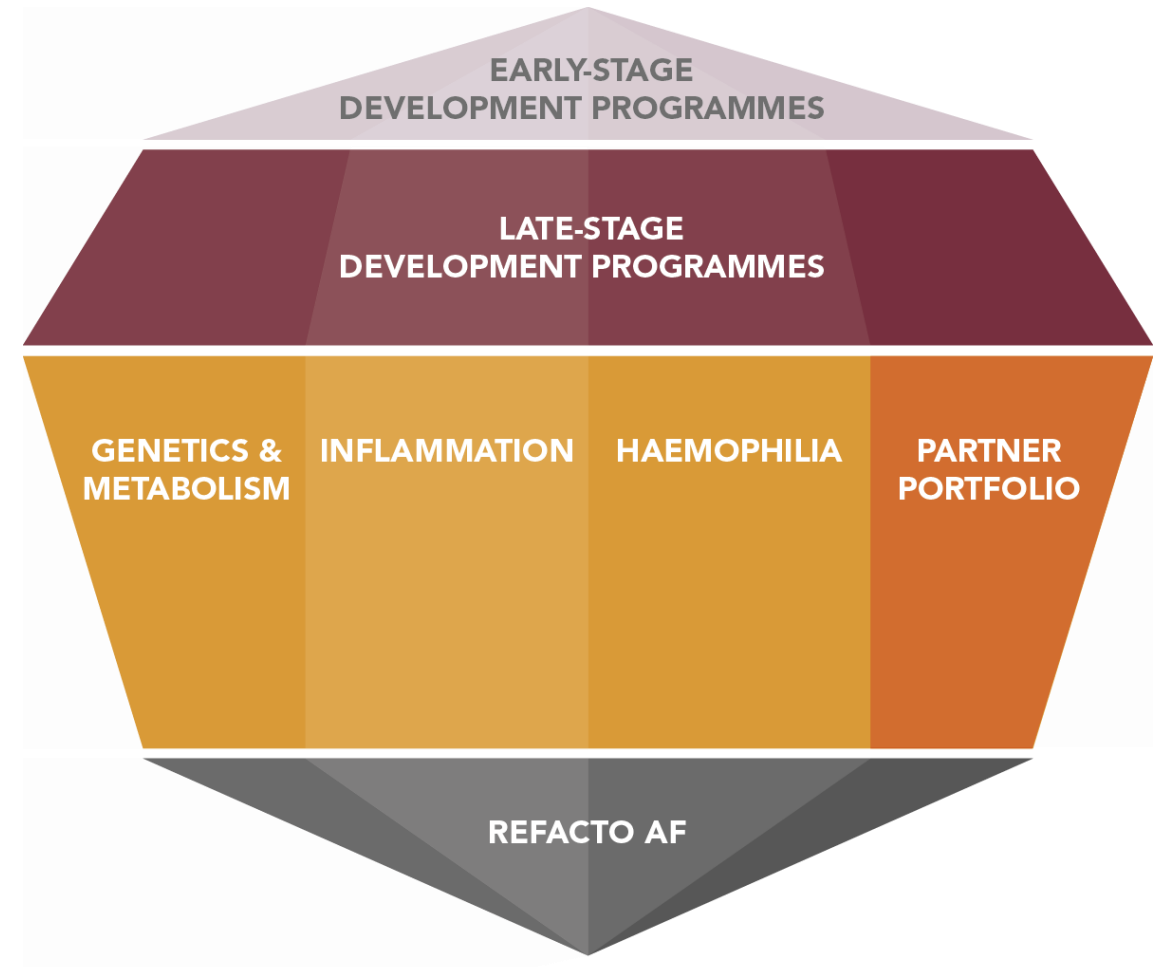 EARLY-STAGE
DEVELOPMENT PROGRAMMES
LATE-STAGE
DEVELOPMENT PROGRAMMES
GENETICS &
METABOLISM
INFLAMMATION
HAEMOPHILIA
PARTNER
PORTFOLIO
REFACTO AF